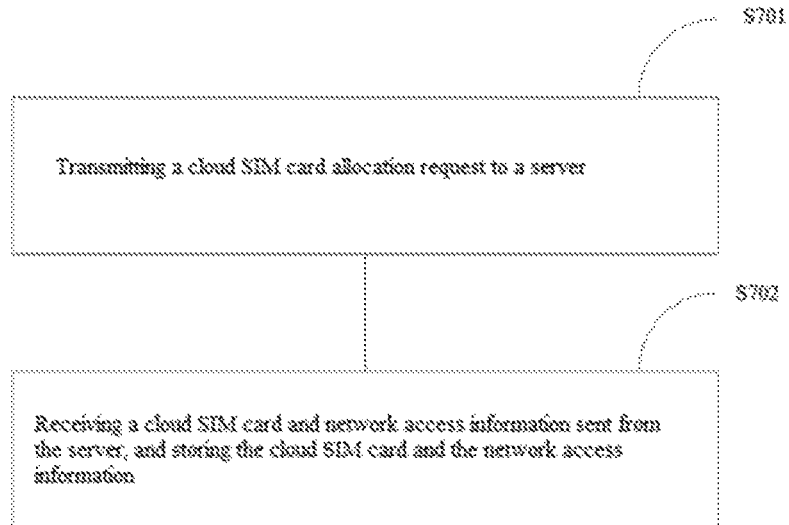 S701
Transmitting a cloud SIM card allocation request to a server
S702
Receiving a cloud SIM card and network access information sent from
the server, and storing the cloud SIM card and the network access
information